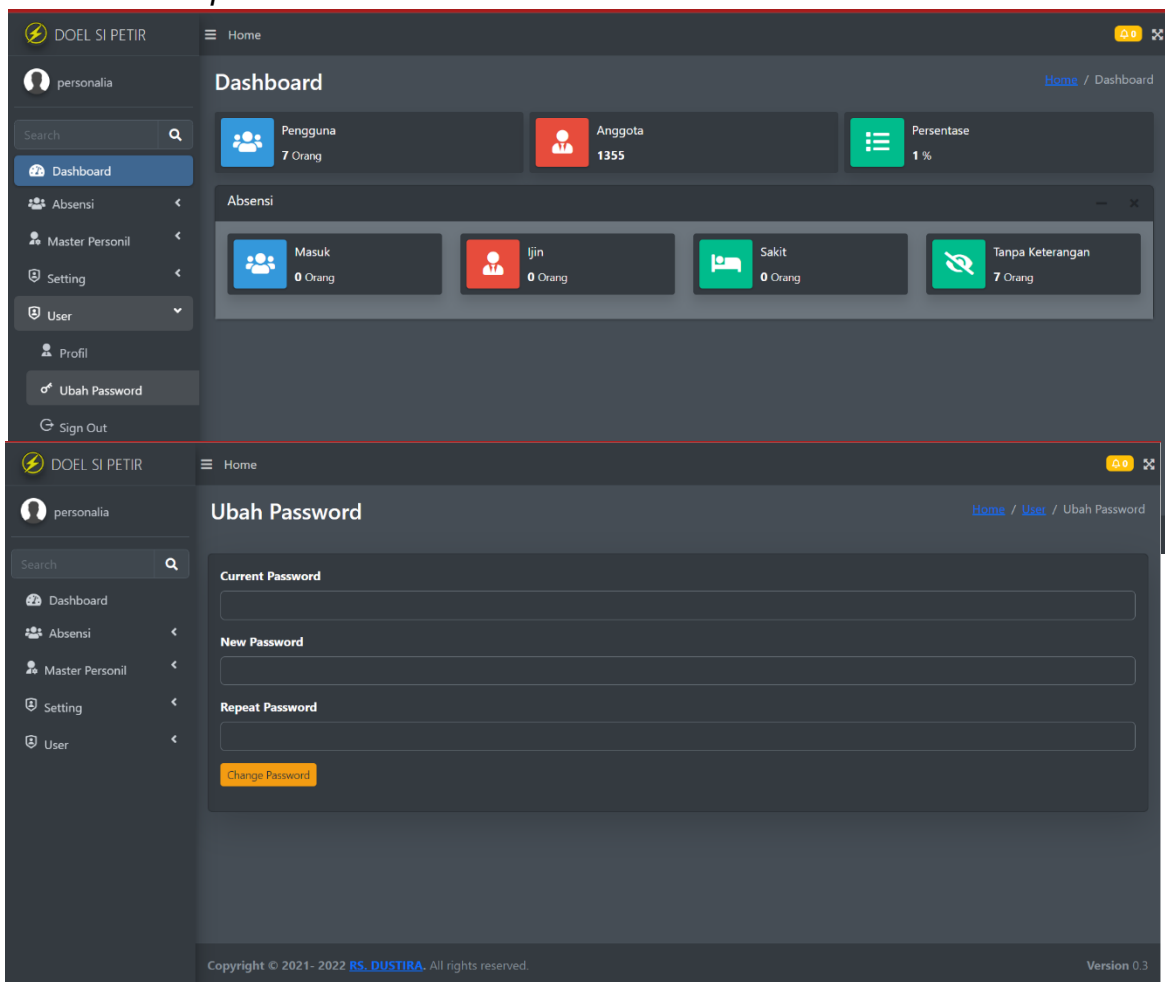 DOEL SI PETIR
Home
0
personalia
Dashboard
Home / Dashboard
Search
Pengguna
7 Orang
Anggota
1355
Persentase
1 %
Dashboard
Absensi
Master Personil
Setting
User
Profil
Ubah Password
Sign Out
Absensi
Masuk
0 Orang
Ijin
0 Orang
Sakit
0 Orang
Tanpa Keterangan
7 Orang
DOEL SI PETIR
Home
0
personalia
Ubah Password
Home / User / Ubah Password
Search
Dashboard
Absensi
Master Personil
Setting
User
Current Password
New Password
Repeat Password
Change Password
Copyright © 2021- 2022 RS. DUSTIRA. All rights reserved.
Version 0.3